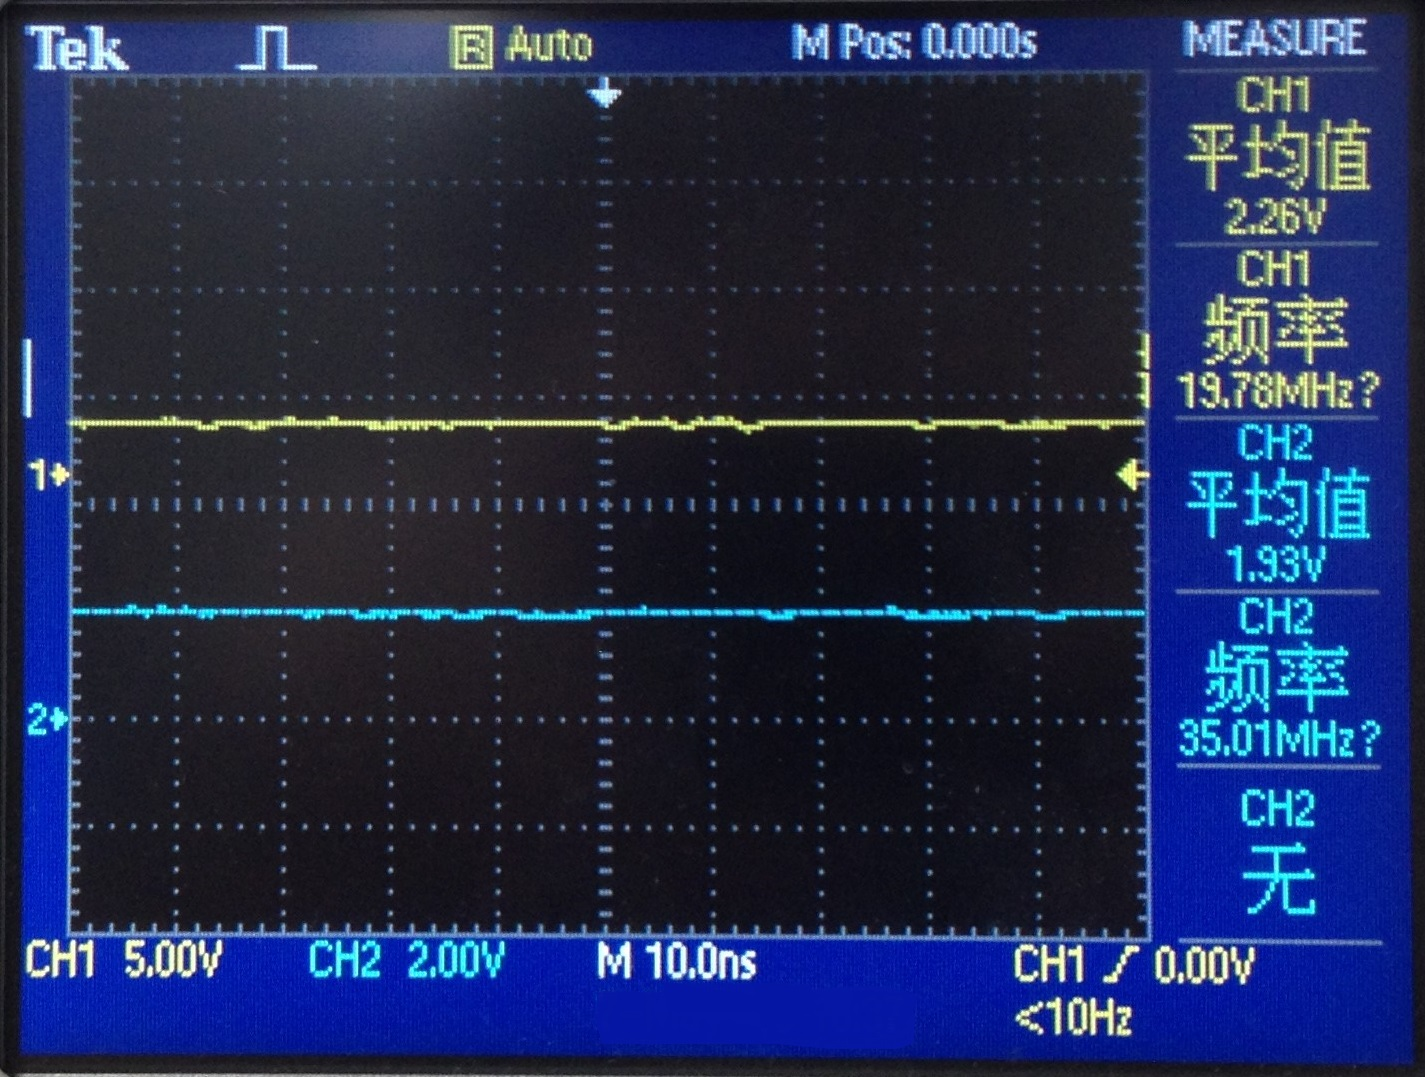 Tek R Auto M Pos: 0.000s MEASURE
CH1
平均值
2.26V
CH1
频率
19.78MHz?
CH2
平均值
1.93V
CH2
频率
35.01MHz?
CH2
无
1
2
CH1 5.00V CH2 2.00V M 10.0ns CH1 0.00V
<10Hz